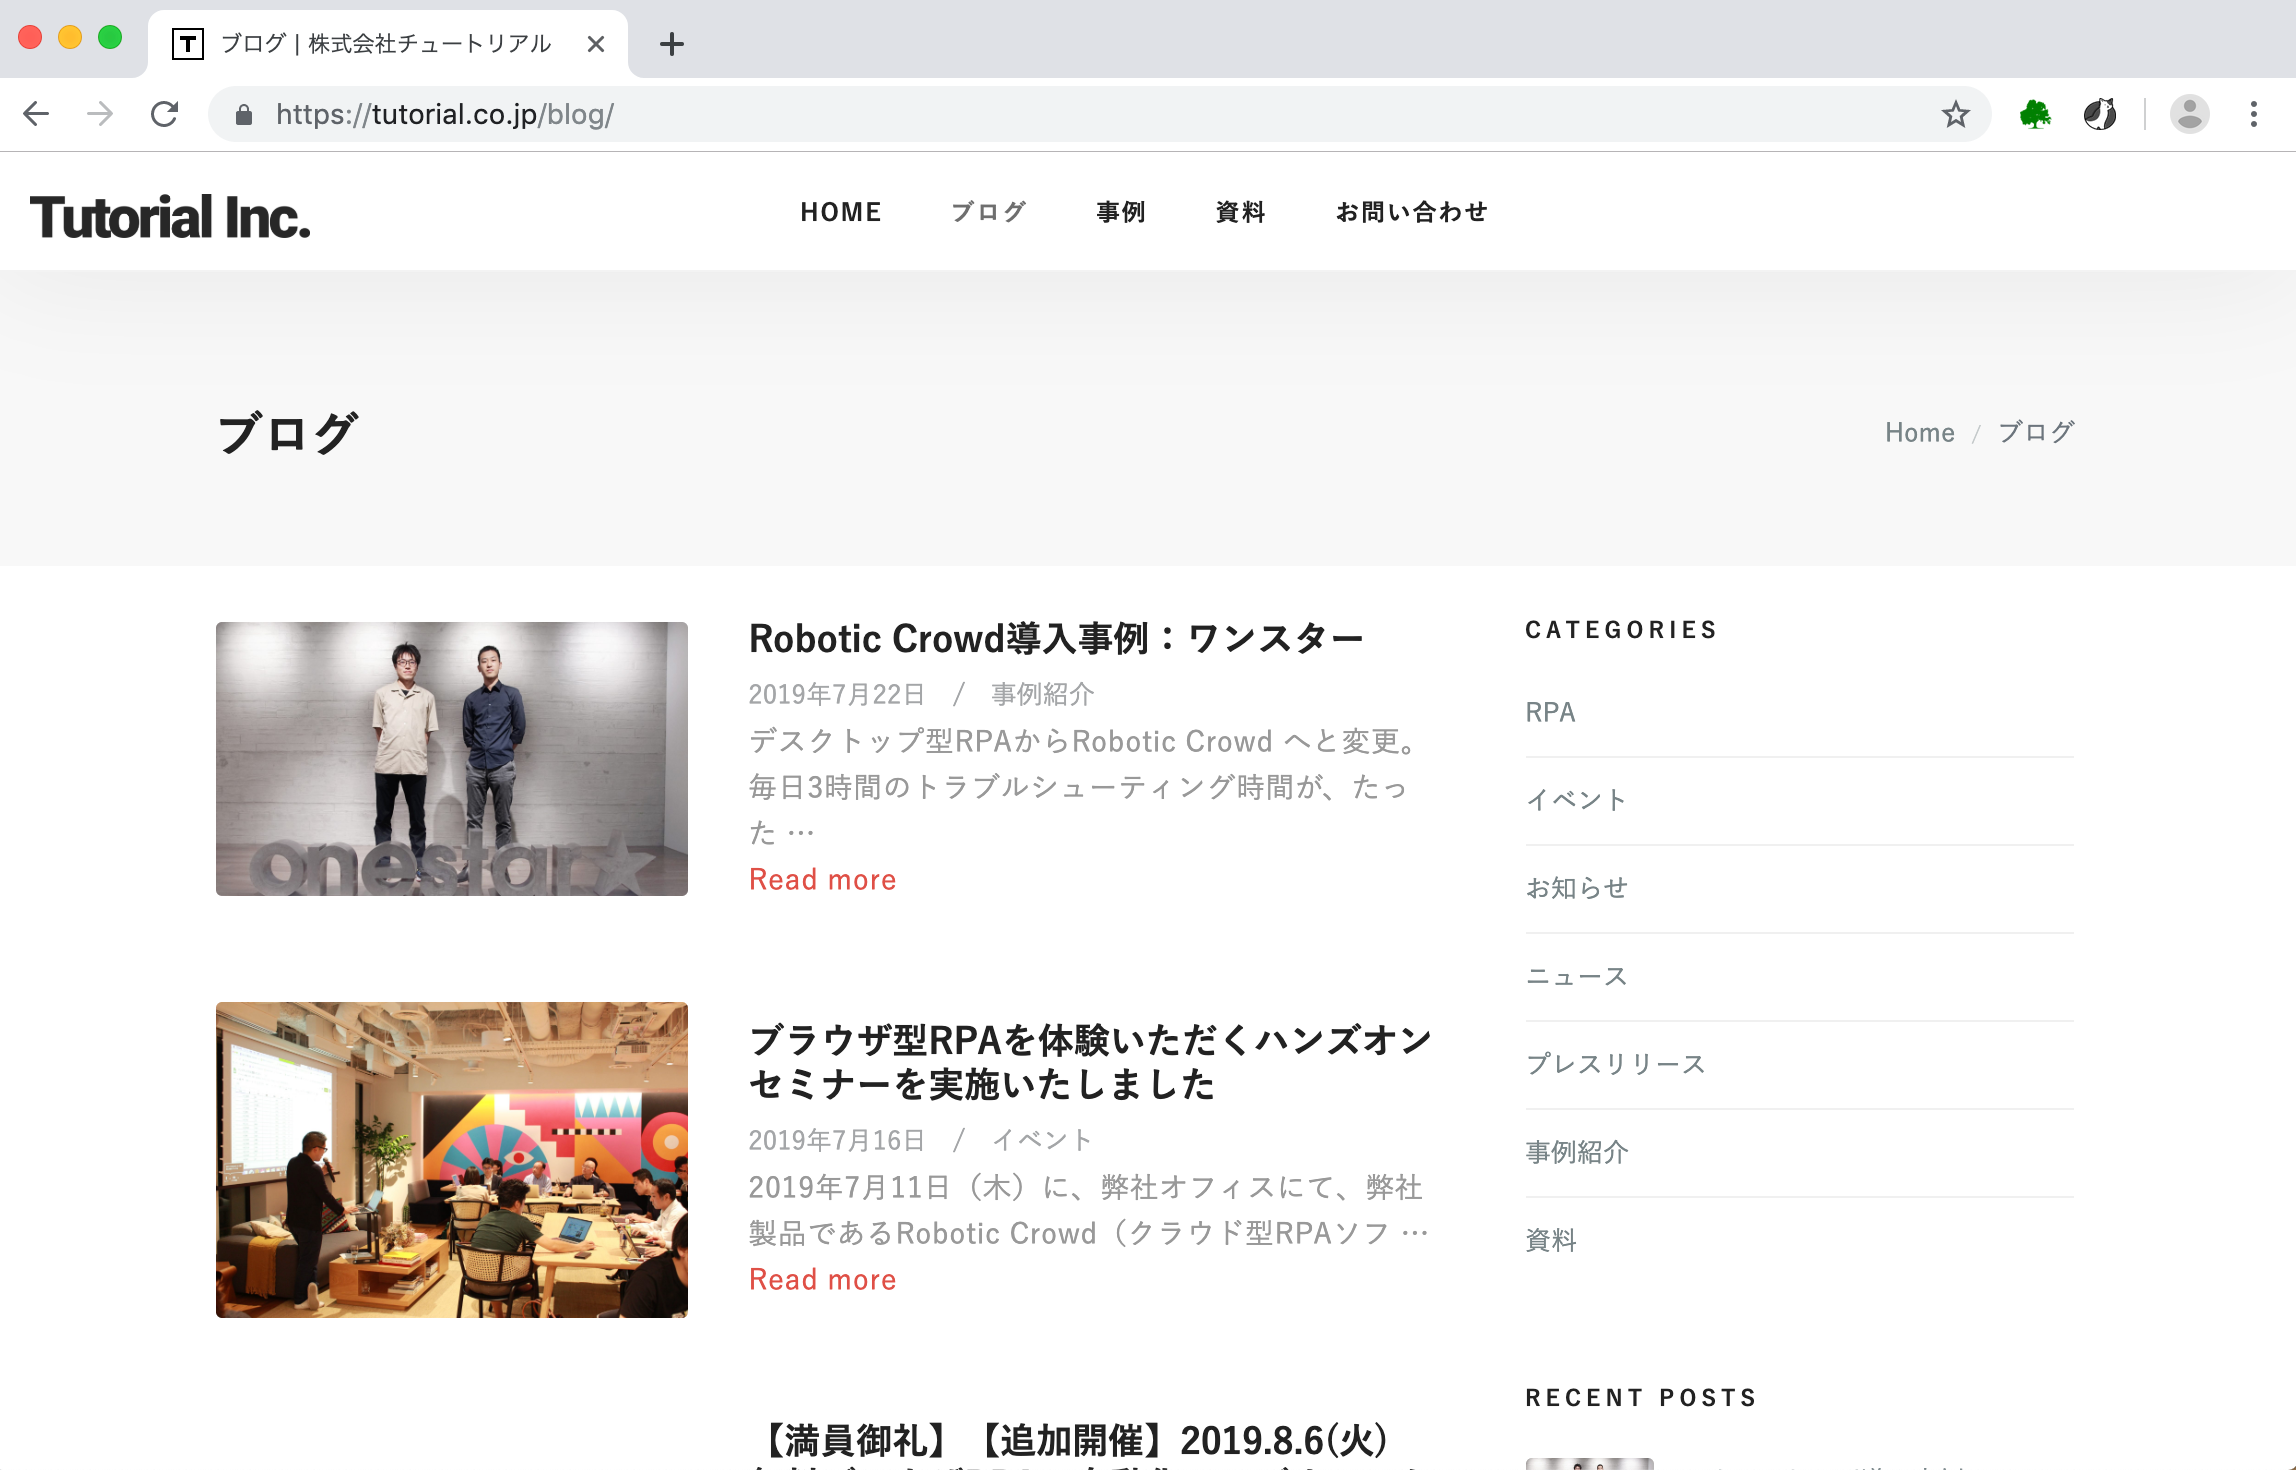 ブログ | 株式会社チュートリアル
https://tutorial.co.jp/blog/
Tutorial Inc.
HOME ブログ 事例 資料 お問い合わせ
ブログ
Home / ブログ
Robotic Crowd導入事例：ワンスター
2019年7月22日 / 事例紹介
デスクトップ型RPAからRobotic Crowd へと変更。
毎日3時間のトラブルシューティング時間が、たっ
た …
Read more
onestar
ブラウザ型RPAを体験いただくハンズオン
セミナーを実施いたしました
2019年7月16日 / イベント
2019年7月11日（木）に、弊社オフィスにて、弊社
製品であるRobotic Crowd（クラウド型RPAソフ …
Read more
【満員御礼】【追加開催】2019.8.6(火)
CATEGORIES
RPA
イベント
お知らせ
ニュース
プレスリリース
事例紹介
資料
RECENT POSTS